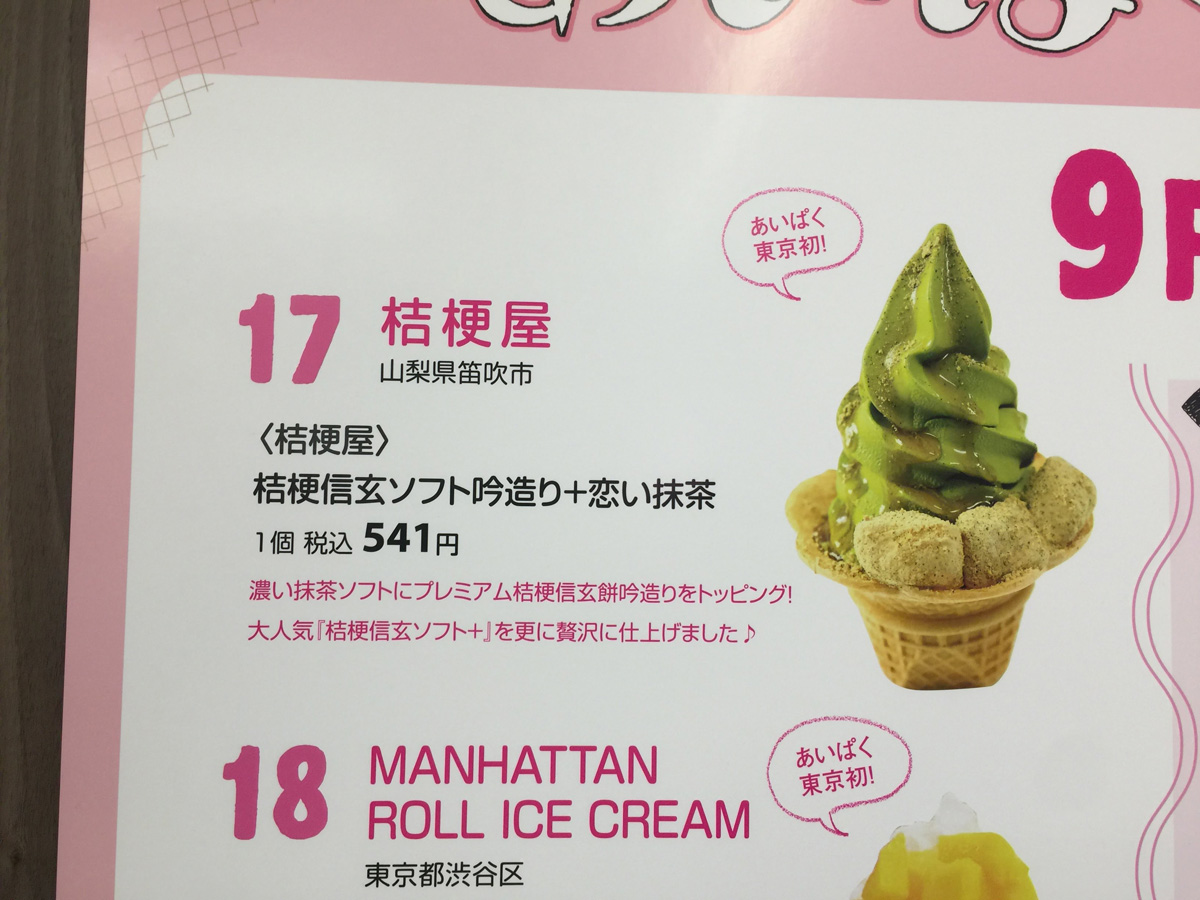 あいぱく
東京初!
9F
17 桔梗屋
山梨県笛吹市
〈桔梗屋〉
桔梗信玄ソフト吟造り+恋い抹茶
1個 税込 541円
濃い抹茶ソフトにプレミアム桔梗信玄餅吟造りをトッピング!
大人気『桔梗信玄ソフト+』を更に贅沢に仕上げました♪
18 MANHATTAN
ROLL ICE CREAM
東京都渋谷区
あいぱく
東京初!